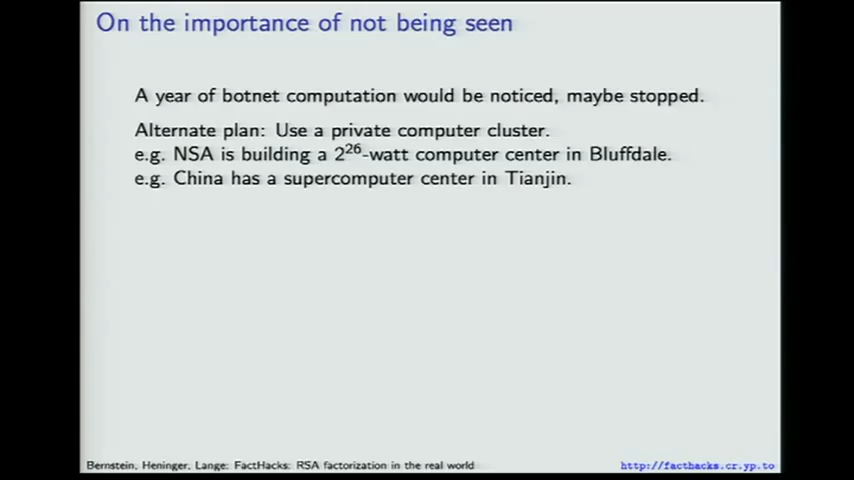 On the importance of not being seen
A year of botnet computation would be noticed, maybe stopped.
Alternate plan: Use a private computer cluster.
e.g. NSA is building a 2²⁶-watt computer center in Bluffdale.
e.g. China has a supercomputer center in Tianjin.
Bernstein, Heninger, Lange: FactHacks: RSA factorization in the real world
http://facthacks.cr.yp.to